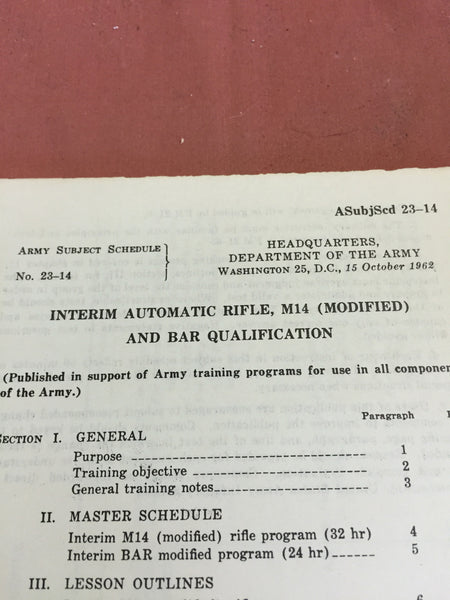 ASubjScd 23-14
ARMY SUBJECT SCHEDULE
No. 23-14
HEADQUARTERS,
DEPARTMENT OF THE ARMY
WASHINGTON 25, D.C., 15 October 1962
INTERIM AUTOMATIC RIFLE, M14 (MODIFIED)
AND BAR QUALIFICATION
(Published in support of Army training programs for use in all
of the Army.)
Paragraph
SECTION I. GENERAL
Purpose 1
Training objective 2
General training notes 3
II. MASTER SCHEDULE
Interim M14 (modified) rifle program (32 hr) 4
Interim BAR modified program (24 hr) 5
III. LESSON OUTLINES